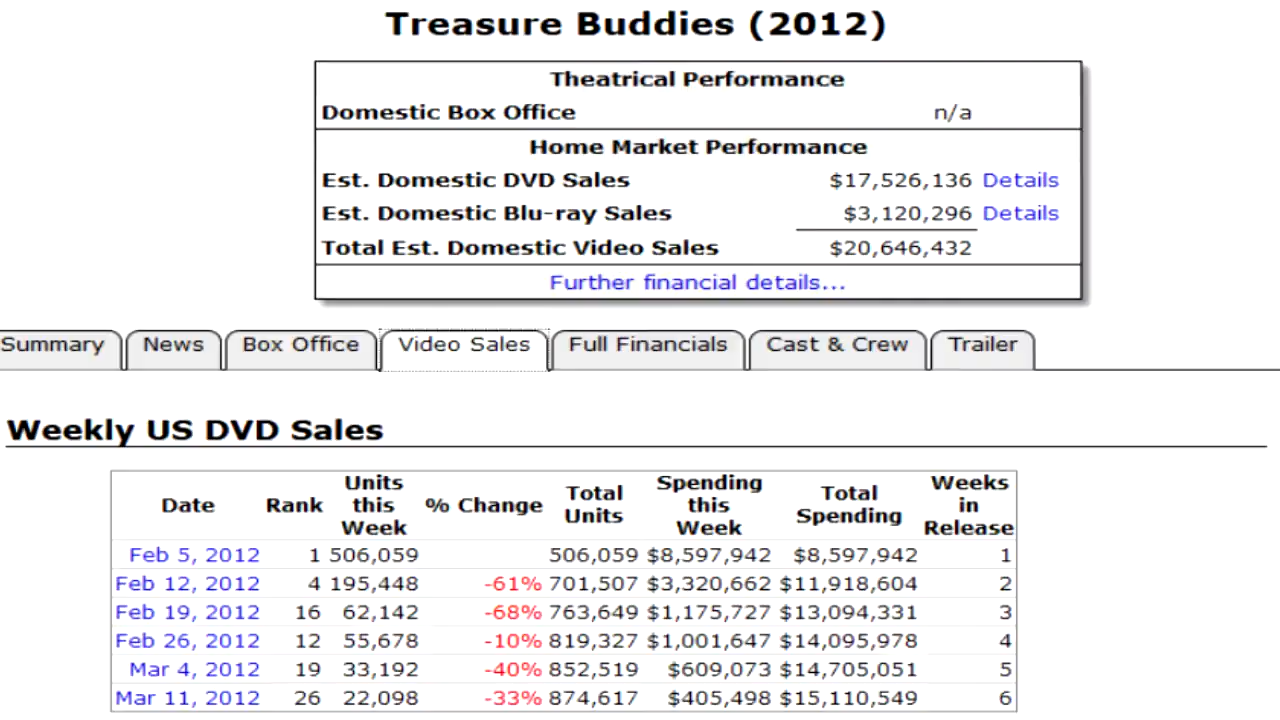 Treasure Buddies (2012)
Theatrical Performance
Domestic Box Office n/a
Home Market Performance
Est. Domestic DVD Sales $17,526,136 Details
Est. Domestic Blu-ray Sales $3,120,296 Details
Total Est. Domestic Video Sales $20,646,432
Further financial details...
Summary News Box Office Video Sales Full Financials Cast & Crew Trailer
Weekly US DVD Sales
Date Rank Units this Week % Change Total Units Spending this Week Total Spending Weeks in Release
Feb 5, 2012 1 506,059 506,059 $8,597,942 $8,597,942 1
Feb 12, 2012 4 195,448 -61% 701,507 $3,320,662 $11,918,604 2
Feb 19, 2012 16 62,142 -68% 763,649 $1,175,727 $13,094,331 3
Feb 26, 2012 12 55,678 -10% 819,327 $1,001,647 $14,095,978 4
Mar 4, 2012 19 33,192 -40% 852,519 $609,073 $14,705,051 5
Mar 11, 2012 26 22,098 -33% 874,617 $405,498 $15,110,549 6